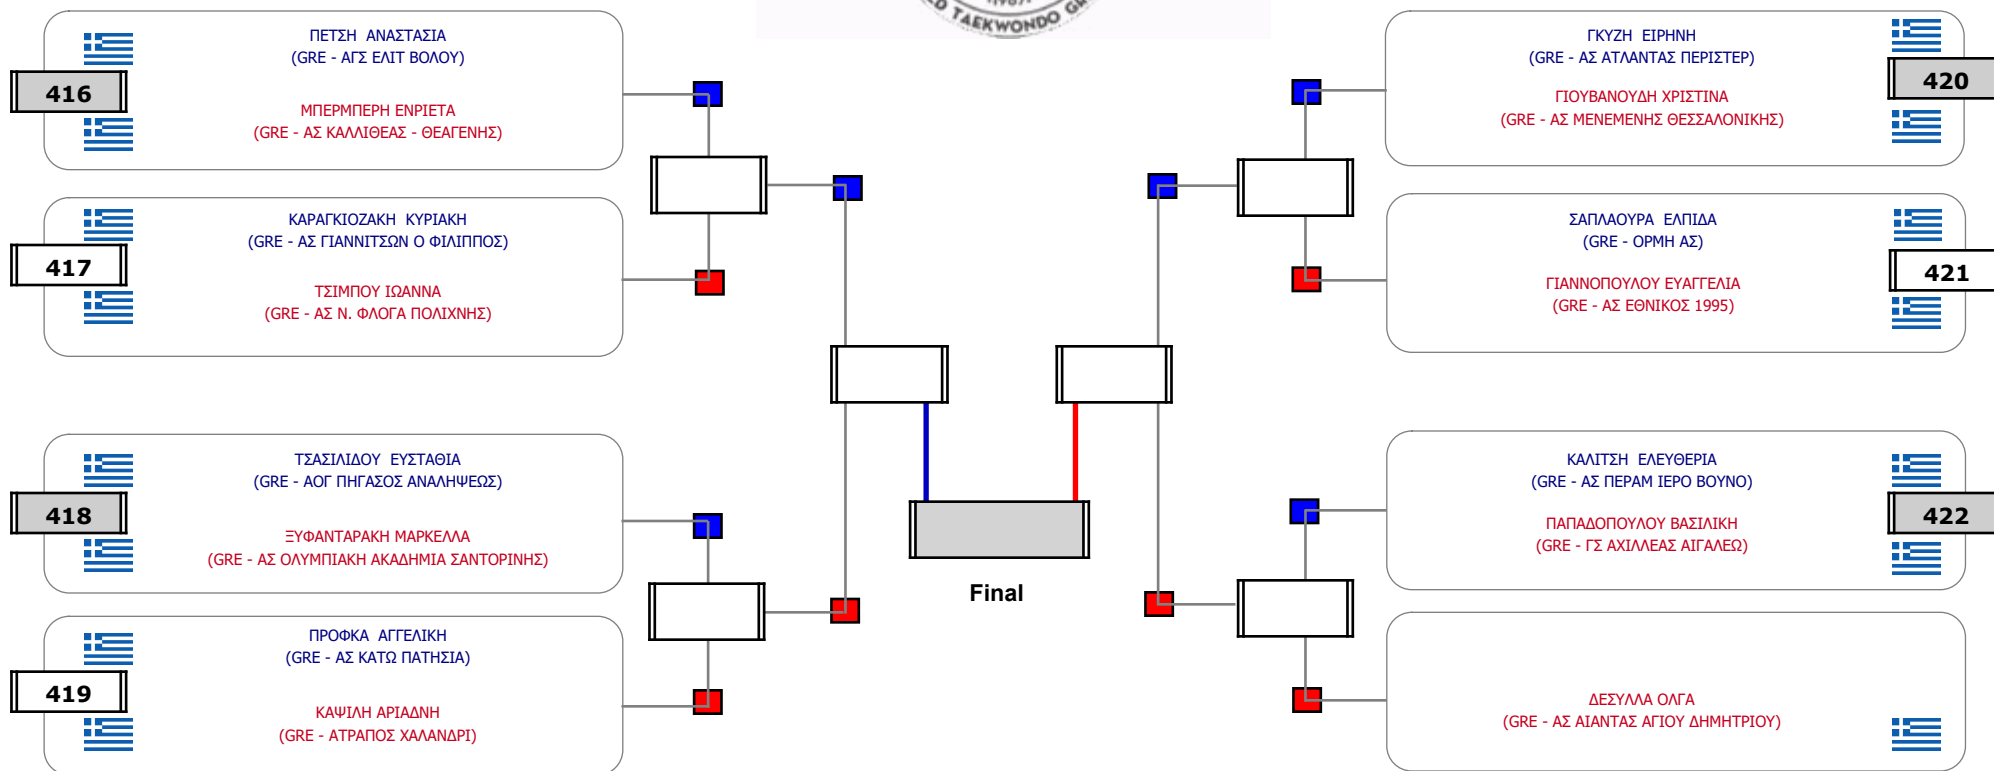 TAEKWONDO
416
ΠΕΤΣΗ ΑΝΑΣΤΑΣΙΑ
(GRE - ΑΓΣ ΕΛΙΤ ΒΟΛΟΥ)
ΜΠΕΡΜΠΕΡΗ ΕΝΡΙΕΤΑ
(GRE - ΑΣ ΚΑΛΛΙΘΕΑΣ - ΘΕΑΓΕΝΗΣ)
417
ΚΑΡΑΓΚΙΟΖΑΚΗ ΚΥΡΙΑΚΗ
(GRE - ΑΣ ΓΙΑΝΝΙΤΣΩΝ Ο ΦΙΛΙΠΠΟΣ)
ΤΣΙΜΠΟΥ ΙΩΑΝΝΑ
(GRE - ΑΣ Ν. ΦΛΟΓΑ ΠΟΛΙΧΝΗΣ)
418
ΤΣΑΣΙΛΙΔΟΥ ΕΥΣΤΑΘΙΑ
(GRE - ΑΟΓ ΠΗΓΑΣΟΣ ΑΝΑΛΗΨΕΩΣ)
ΞΥΦΑΝΤΑΡΑΚΗ ΜΑΡΚΕΛΛΑ
(GRE - ΑΣ ΟΛΥΜΠΙΑΚΗ ΑΚΑΔΗΜΙΑ ΣΑΝΤΟΡΙΝΗΣ)
419
ΠΡΟΦΚΑ ΑΓΓΕΛΙΚΗ
(GRE - ΑΣ ΚΑΤΩ ΠΑΤΗΣΙΑ)
ΚΑΨΙΛΗ ΑΡΙΑΔΝΗ
(GRE - ΑΤΡΑΠΟΣ ΧΑΛΑΝΔΡΙ)
Final
420
ΓΚΥΖΗ ΕΙΡΗΝΗ
(GRE - ΑΣ ΑΤΛΑΝΤΑΣ ΠΕΡΙΣΤΕΡ)
ΓΙΟΥΒΑΝΟΥΔΗ ΧΡΙΣΤΙΝΑ
(GRE - ΑΣ ΜΕΝΕΜΕΝΗΣ ΘΕΣΣΑΛΟΝΙΚΗΣ)
421
ΣΑΠΛΑΟΥΡΑ ΕΛΠΙΔΑ
(GRE - ΟΡΜΗ ΑΣ)
ΓΙΑΝΝΟΠΟΥΛΟΥ ΕΥΑΓΓΕΛΙΑ
(GRE - ΑΣ ΕΘΝΙΚΟΣ 1995)
422
ΚΑΛΙΤΣΗ ΕΛΕΥΘΕΡΙΑ
(GRE - ΑΣ ΠΕΡΑΜ ΙΕΡΟ ΒΟΥΝΟ)
ΠΑΠΑΔΟΠΟΥΛΟΥ ΒΑΣΙΛΙΚΗ
(GRE - ΓΣ ΑΧΙΛΛΕΑΣ ΑΙΓΑΛΕΩ)
ΔΕΣΥΛΛΑ ΟΛΓΑ
(GRE - ΑΣ ΑΙΑΝΤΑΣ ΑΓΙΟΥ ΔΗΜΗΤΡΙΟΥ)